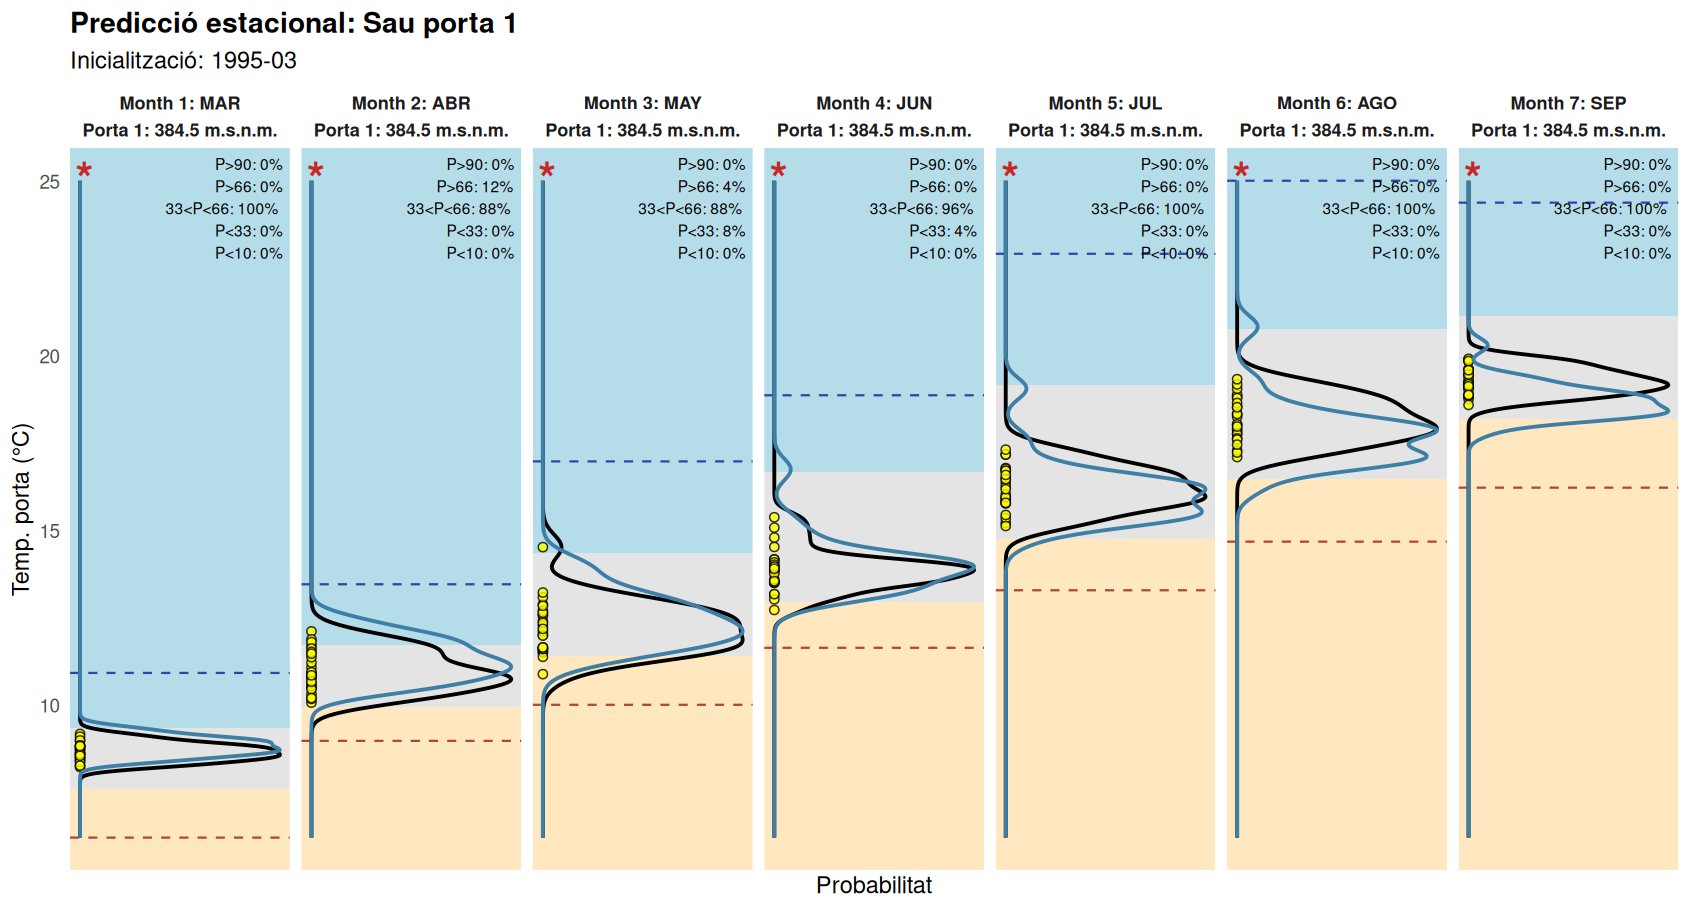 Predicció estacional: Sau porta 1
Inicialització: 1995-03
Month 1: MAR
Porta 1: 384.5 m.s.n.m.
Month 2: ABR
Porta 1: 384.5 m.s.n.m.
Month 3: MAY
Porta 1: 384.5 m.s.n.m.
Month 4: JUN
Porta 1: 384.5 m.s.n.m.
Month 5: JUL
Porta 1: 384.5 m.s.n.m.
Month 6: AGO
Porta 1: 384.5 m.s.n.m.
Month 7: SEP
Porta 1: 384.5 m.s.n.m.
*
P>90: 0%
P>66: 0%
33<P<66: 100%
P<33: 0%
P<10: 0%
*
P>90: 0%
P>66: 12%
33<P<66: 88%
P<33: 0%
P<10: 0%
*
P>90: 0%
P>66: 4%
33<P<66: 88%
P<33: 8%
P<10: 0%
*
P>90: 0%
P>66: 0%
33<P<66: 96%
P<33: 4%
P<10: 0%
*
P>90: 0%
P>66: 0%
33<P<66: 100%
P<33: 0%
P<10: 0%
*
P>90: 0%
P>66: 0%
33<P<66: 100%
P<33: 0%
P<10: 0%
*
P>90: 0%
P>66: 0%
33<P<66: 100%
P<33: 0%
P<10: 0%
25
20
15
10
Temp. porta (°C)
Probabilitat